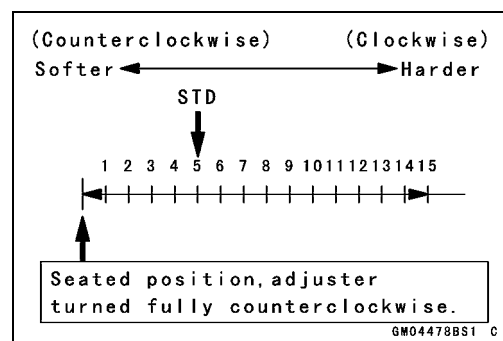 (Counterclockwise) (Clockwise)
Softer Harder
STD
1 2 3 4 5 6 7 8 9 10 11 12 13 14 15
Seated position, adjuster
turned fully counterclockwise.
GM04478BS1 C